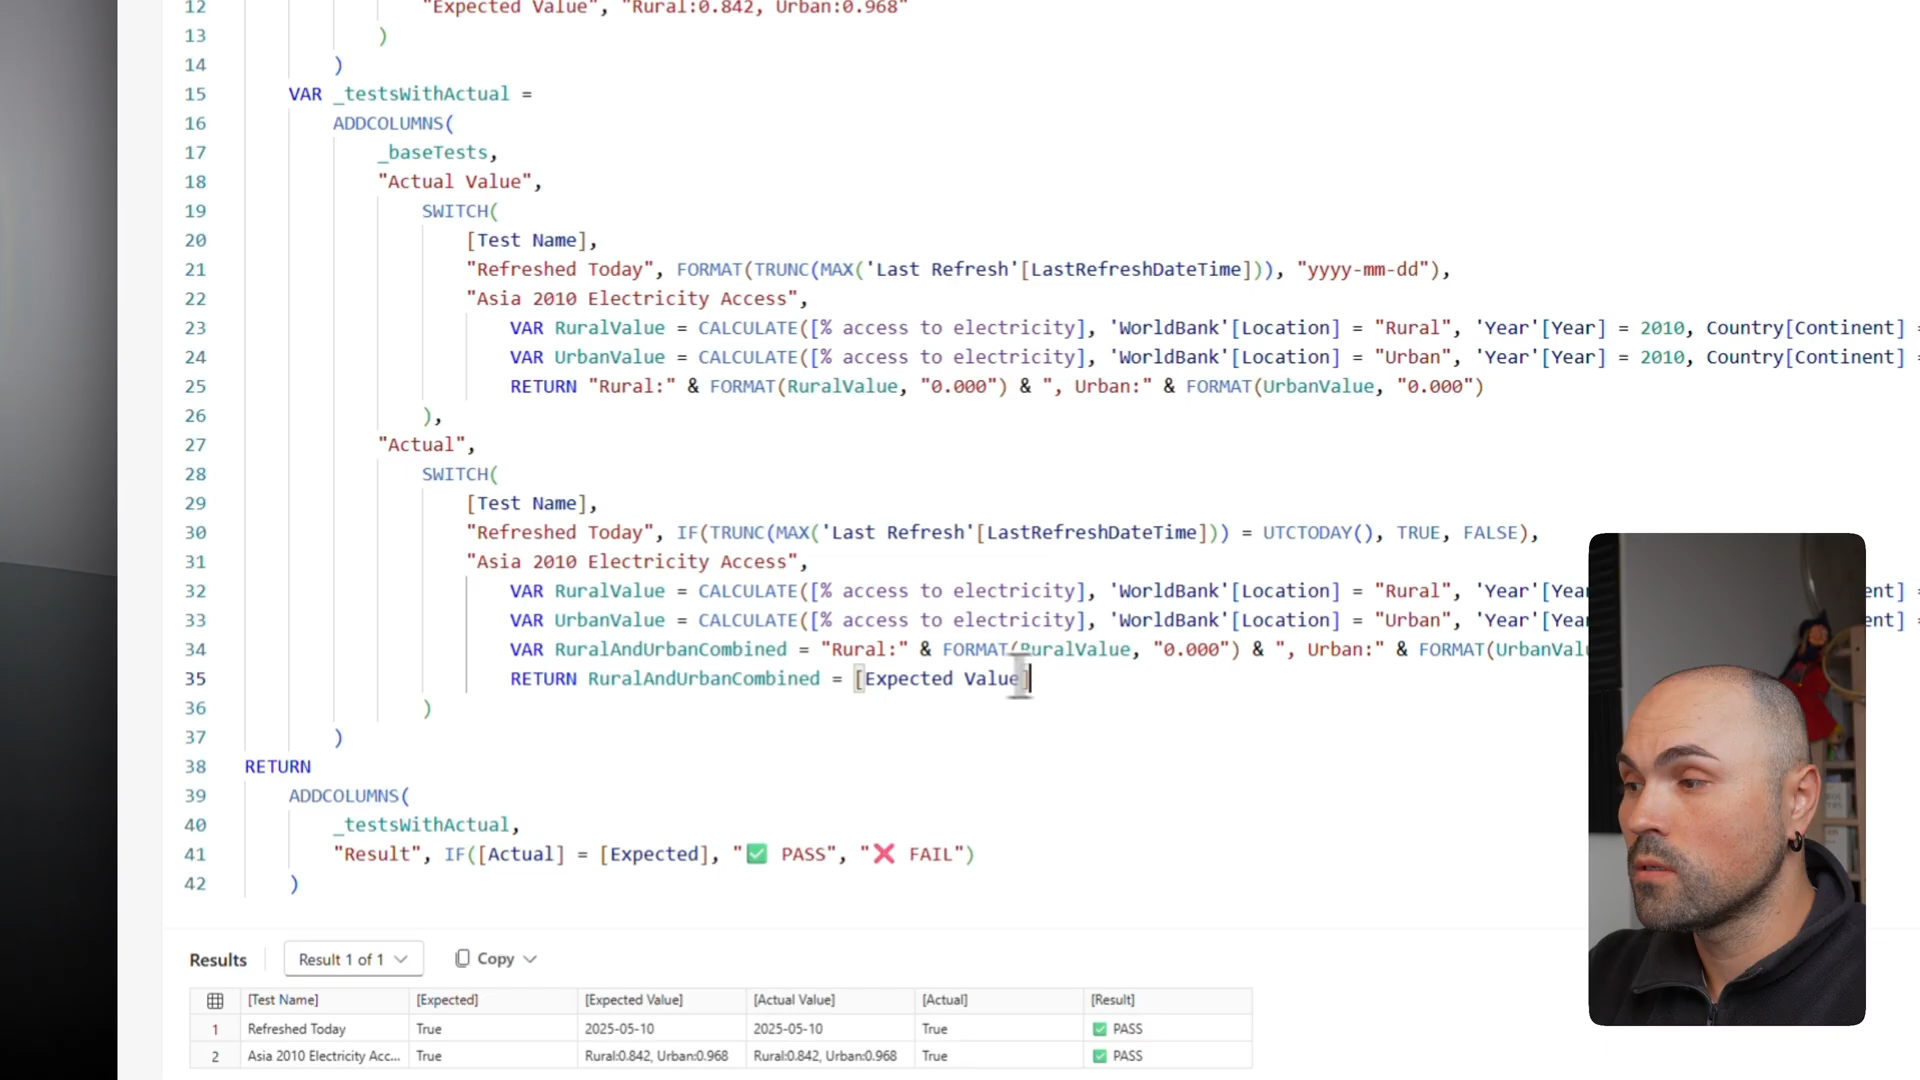 12 "Expected Value", "Rural:0.842, Urban:0.968"
13 )
14 )
15 VAR _testsWithActual =
16 ADDCOLUMNS(
17 _baseTests,
18 "Actual Value",
19 SWITCH(
20 [Test Name],
21 "Refreshed Today", FORMAT(TRUNC(MAX('Last Refresh'[LastRefreshDateTime])), "yyyy-mm-dd"),
22 "Asia 2010 Electricity Access",
23 VAR RuralValue = CALCULATE([% access to electricity], 'WorldBank'[Location] = "Rural", 'Year'[Year] = 2010, Country[Continent] =
24 VAR UrbanValue = CALCULATE([% access to electricity], 'WorldBank'[Location] = "Urban", 'Year'[Year] = 2010, Country[Continent] =
25 RETURN "Rural:" & FORMAT(RuralValue, "0.000") & ", Urban:" & FORMAT(UrbanValue, "0.000")
26 ),
27 "Actual",
28 SWITCH(
29 [Test Name],
30 "Refreshed Today", IF(TRUNC(MAX('Last Refresh'[LastRefreshDateTime])) = UTCTODAY(), TRUE, FALSE),
31 "Asia 2010 Electricity Access",
32 VAR RuralValue = CALCULATE([% access to electricity], 'WorldBank'[Location] = "Rural", 'Year'[Yea ent] =
33 VAR UrbanValue = CALCULATE([% access to electricity], 'WorldBank'[Location] = "Urban", 'Year'[Yea ent] =
34 VAR RuralAndUrbanCombined = "Rural:" & FORMAT(RuralValue, "0.000") & ", Urban:" & FORMAT(UrbanVal
35 RETURN RuralAndUrbanCombined = [Expected Value]
36 )
37 )
38 RETURN
39 ADDCOLUMNS(
40 _testsWithActual,
41 "Result", IF([Actual] = [Expected], "✅ PASS", "❌ FAIL")
42 )
Results Result 1 of 1 Copy
[Test Name] [Expected] [Expected Value] [Actual Value] [Actual] [Result]
1 Refreshed Today True 2025-05-10 2025-05-10 True ✅ PASS
2 Asia 2010 Electricity Acc... True Rural:0.842, Urban:0.968 Rural:0.842, Urban:0.968 True ✅ PASS